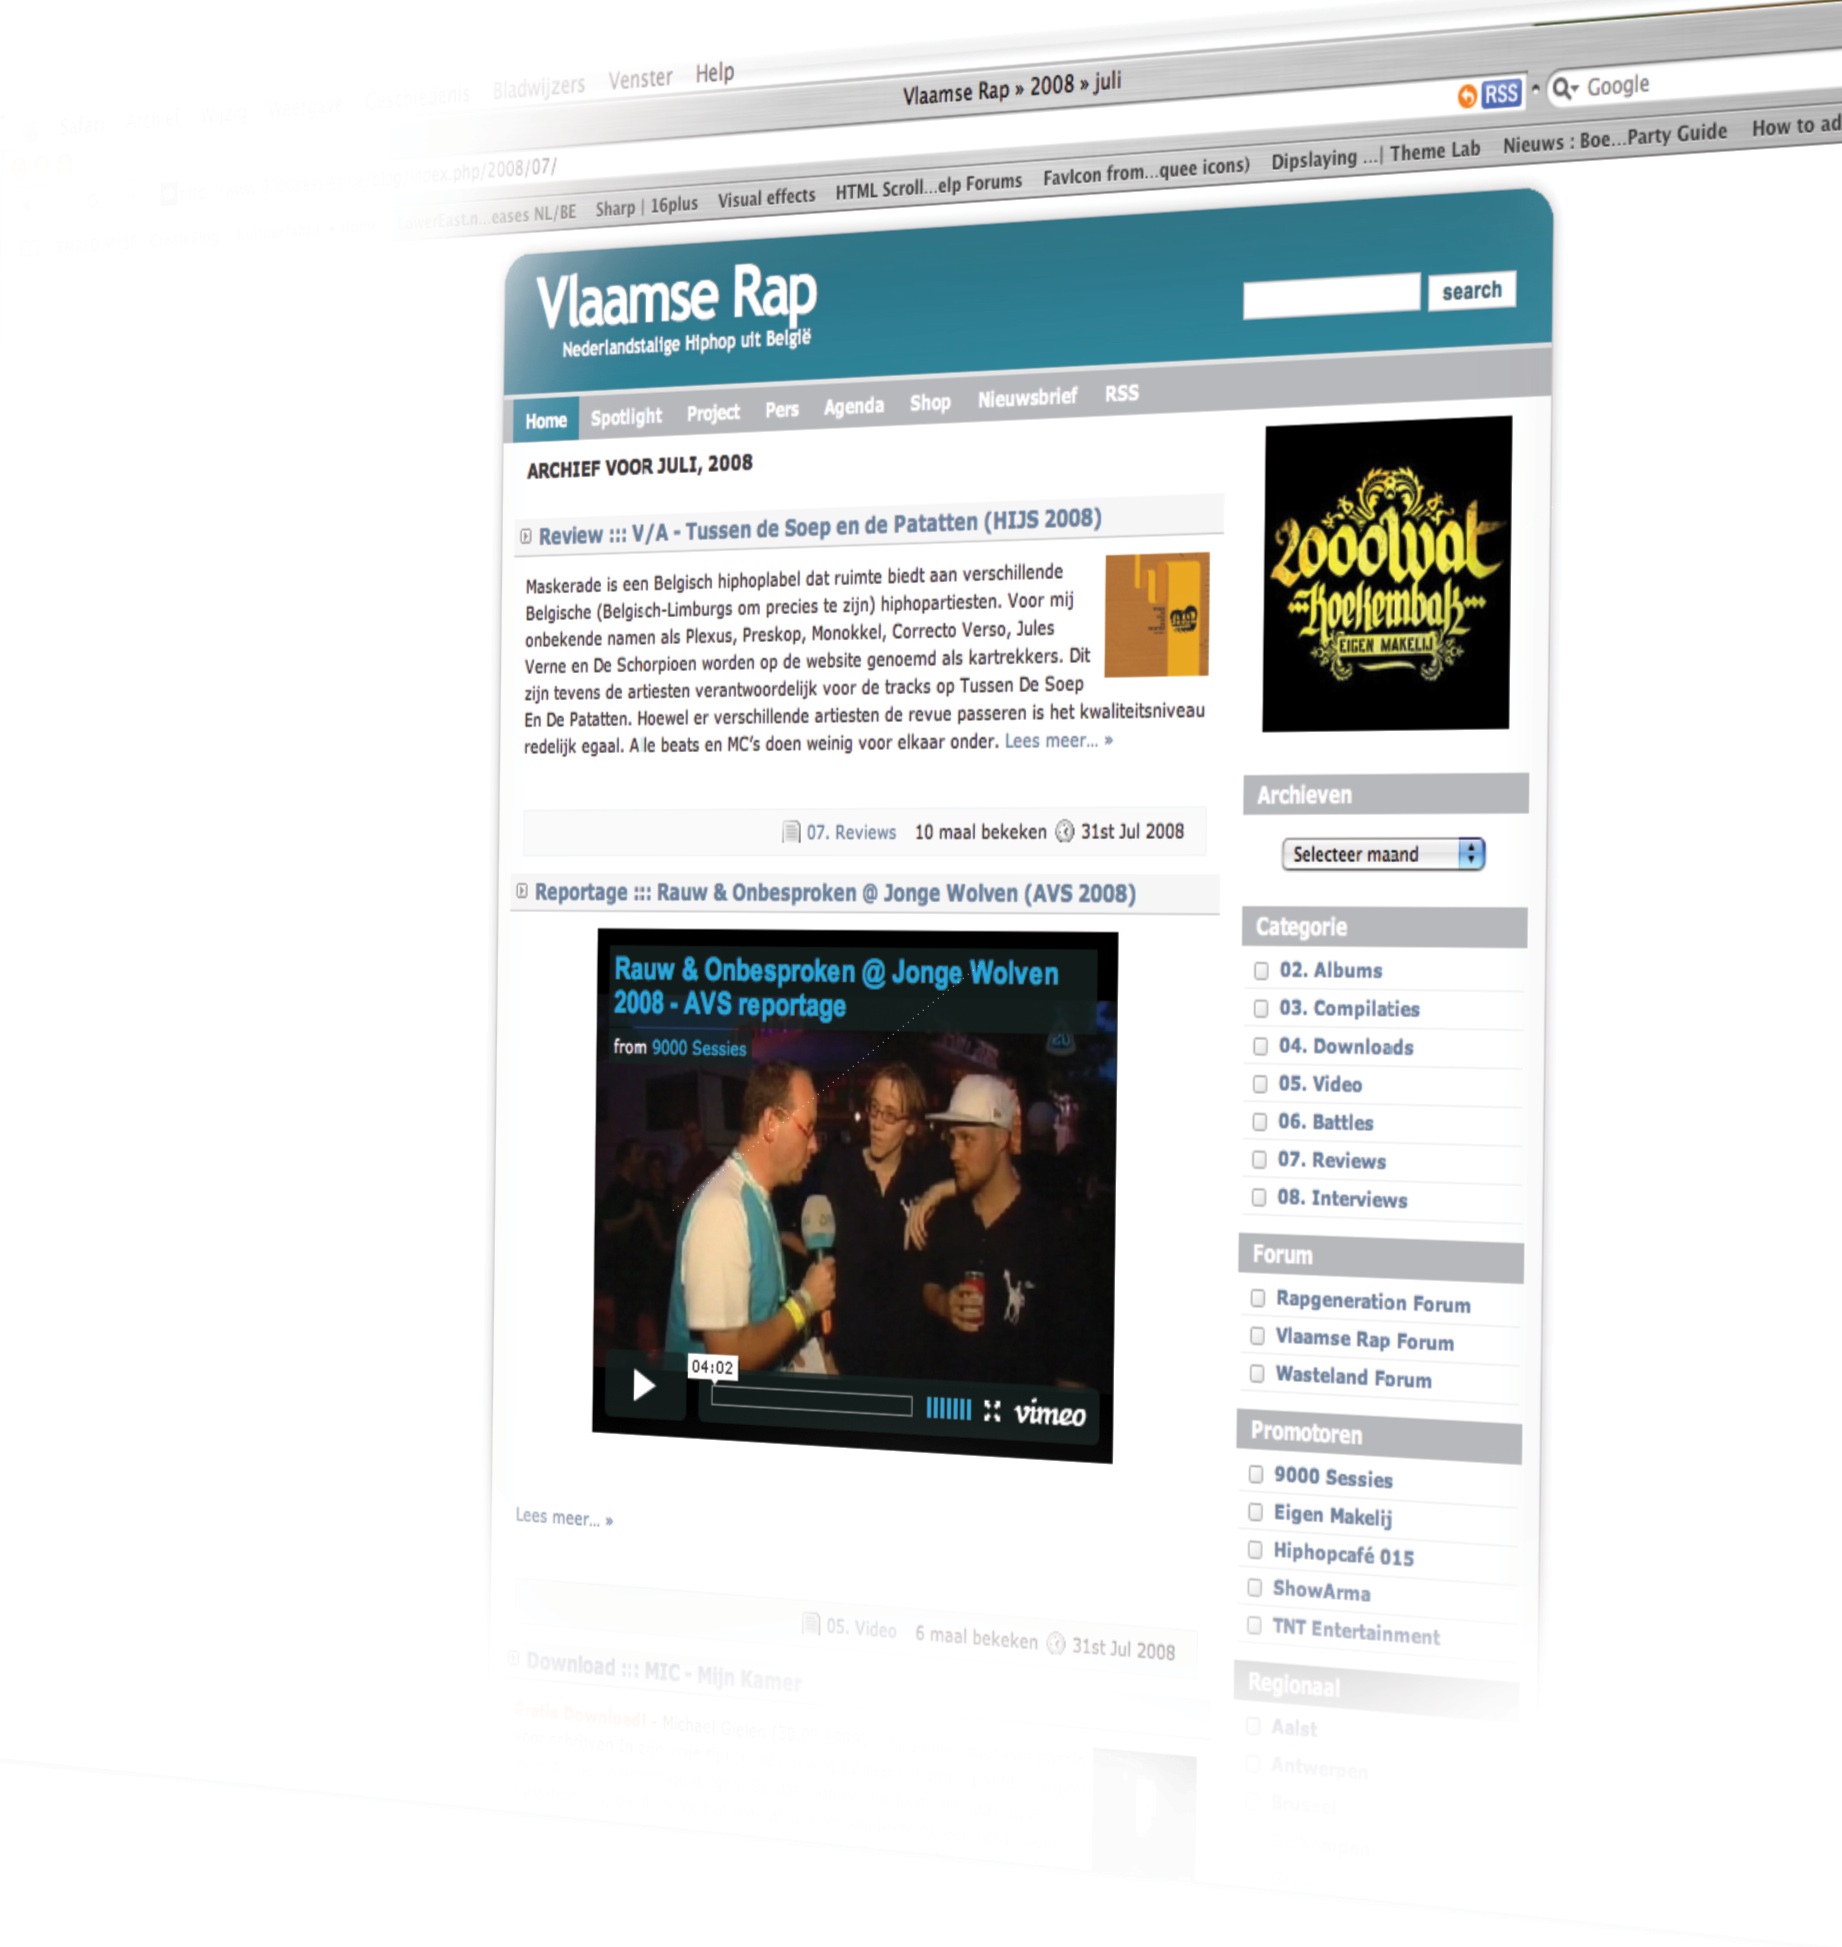 Bladwijzers Venster Help
Vlaamse Rap » 2008 » juli
RSS
Google
index.php/2008/07/
eases NL/BE Sharp | 16plus Visual effects HTML Scroll...elp Forums FavIcon from...quee icons) Dipslaying ...| Theme Lab Nieuws : Boe...Party Guide How to ad
Vlaamse Rap
Nederlandstalige Hiphop uit België
search
Home Spotlight Project Pers Agenda Shop Nieuwsbrief RSS
ARCHIEF VOOR JULI, 2008
Review ::: V/A - Tussen de Soep en de Patatten (HIJS 2008)
Maskerade is een Belgisch hiphoplabel dat ruimte biedt aan verschillende
Belgische (Belgisch-Limburgs om precies te zijn) hiphopartiesten. Voor mij
onbekende namen als Plexus, Preskop, Monokkel, Correcto Verso, Jules
Verne en De Schorpioen worden op de website genoemd als kartrekkers. Dit
zijn tevens de artiesten verantwoordelijk voor de tracks op Tussen De Soep
En De Patatten. Hoewel er verschillende artiesten de revue passeren is het kwaliteitsniveau
redelijk egaal. Alle beats en MC's doen weinig voor elkaar onder. Lees meer... »
07. Reviews 10 maal bekeken 31st Jul 2008
Reportage ::: Rauw & Onbesproken @ Jonge Wolven (AVS 2008)
Rauw & Onbesproken @ Jonge Wolven
2008 - AVS reportage
from 9000 Sessies
04:02
vimeo
Lees meer... »
05. Video 6 maal bekeken 31st Jul 2008
Download ::: MIC - Mijn Kamer
Download! - Michael Gielen
2000wat
Koekembak
EIGEN MAKELIJ
Archieven
Selecteer maand
Categorie
02. Albums
03. Compilaties
04. Downloads
05. Video
06. Battles
07. Reviews
08. Interviews
Forum
Rapgeneration Forum
Vlaamse Rap Forum
Wasteland Forum
Promotoren
9000 Sessies
Eigen Makelij
Hiphopcafé 015
ShowArma
TNT Entertainment
Regionaal
Aalst
Antwerpen
Brussel